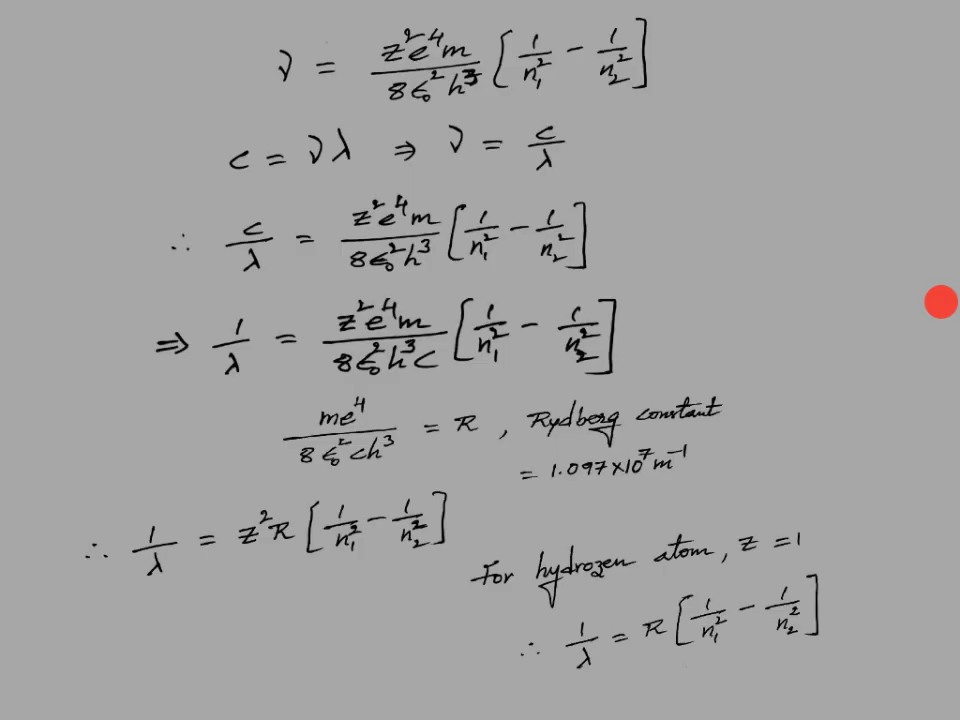 ν = z²e⁴m / 8ε₀²h³ [1/n₁² − 1/n₂²]
c = νλ ⇒ ν = c/λ
∴ c/λ = z²e⁴m / 8ε₀²h³ [1/n₁² − 1/n₂²]
⇒ 1/λ = z²e⁴m / 8ε₀²h³c [1/n₁² − 1/n₂²]
me⁴ / 8ε₀²ch³ = R, Rydberg constant
= 1.097×10⁷ m⁻¹
∴ 1/λ = z²R [1/n₁² − 1/n₂²]
For hydrozen atom, z = 1
∴ 1/λ = R [1/n₁² − 1/n₂²]